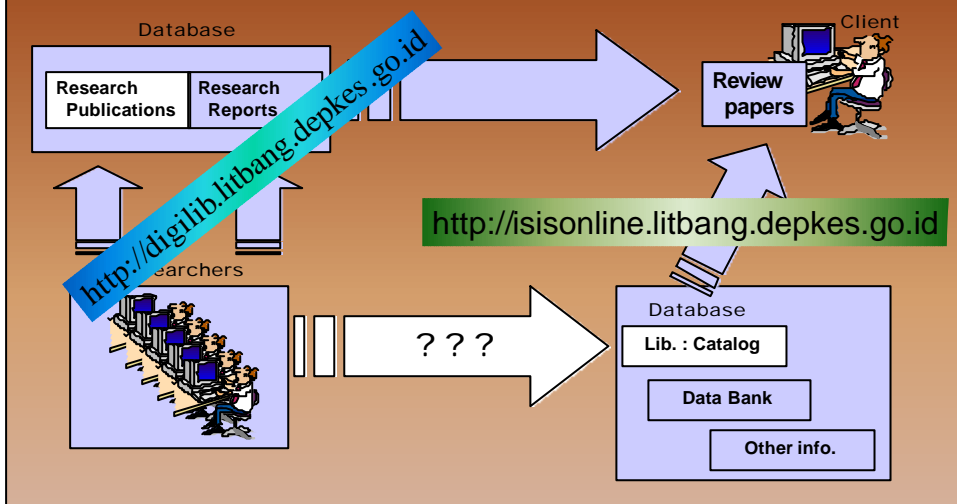 Database
Research
Publications
Research
Reports
http://digilib.litbang.depkes.go.id
Client
Review
papers
http://isisonline.litbang.depkes.go.id
earchers
? ? ?
Database
Lib. : Catalog
Data Bank
Other info.